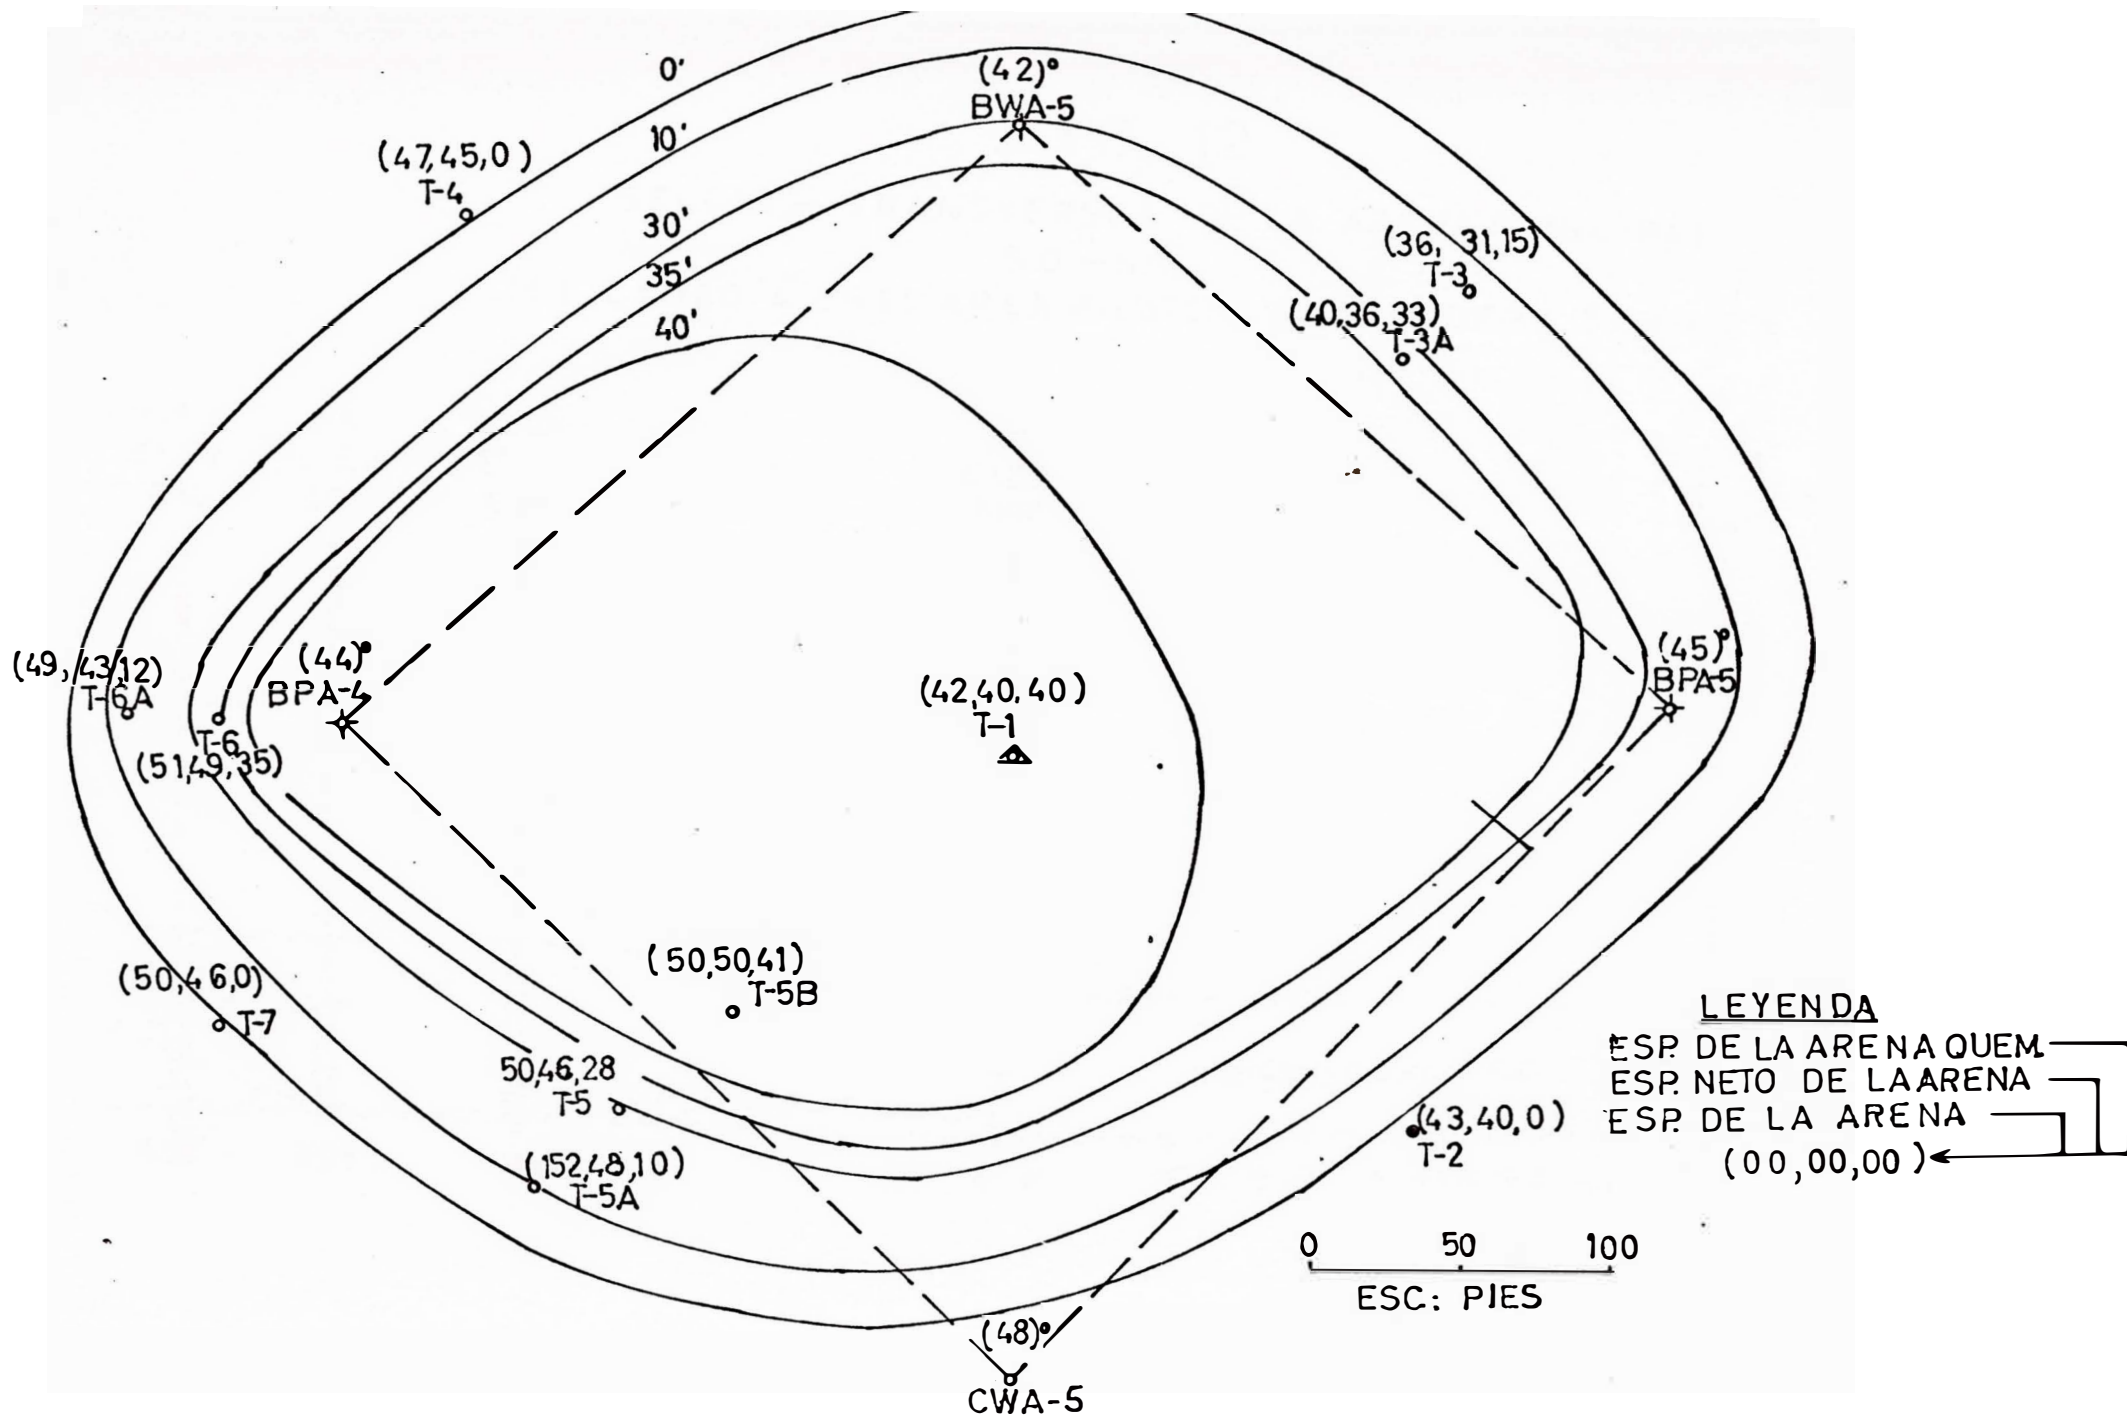 0'
(42)°
BWA-5
10'
(47,45,0)
T-4
30'
(36, 31,15)
T-3
35'
(40,36,33)
T-3A
40'
(49, 43,12)
T-6A
(44)°
BPA-4
(45)°
BPA-5
(42,40,40)
T-1
T-6
(51,49,35)
(50,50,41)
T-5B
(50,46,0)
T-7
50,46,28
T-5
(152,48,10)
T-5A
(43,40,0)
T-2
LEYENDA
ESP. DE LA ARENA QUEM.
ESP. NETO DE LA ARENA
ESP. DE LA ARENA
(00,00,00)
0 50 100
ESC: PIES
(48)°
CWA-5